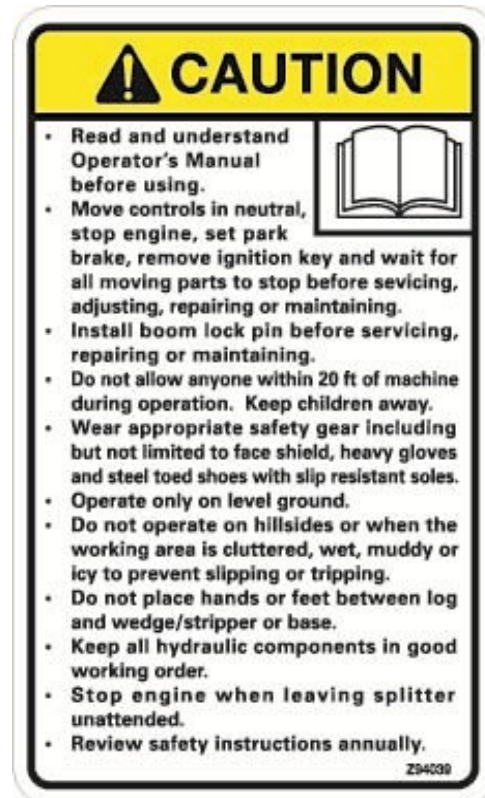 CAUTION
• Read and understand
Operator's Manual
before using.
• Move controls in neutral,
stop engine, set park
brake, remove ignition key and wait for
all moving parts to stop before sevicing,
adjusting, repairing or maintaining.
• Install boom lock pin before servicing,
repairing or maintaining.
• Do not allow anyone within 20 ft of machine
during operation. Keep children away.
• Wear appropriate safety gear including
but not limited to face shield, heavy gloves
and steel toed shoes with slip resistant soles.
• Operate only on level ground.
• Do not operate on hillsides or when the
working area is cluttered, wet, muddy or
icy to prevent slipping or tripping.
• Do not place hands or feet between log
and wedge/stripper or base.
• Keep all hydraulic components in good
working order.
• Stop engine when leaving splitter
unattended.
• Review safety instructions annually.
Z94039